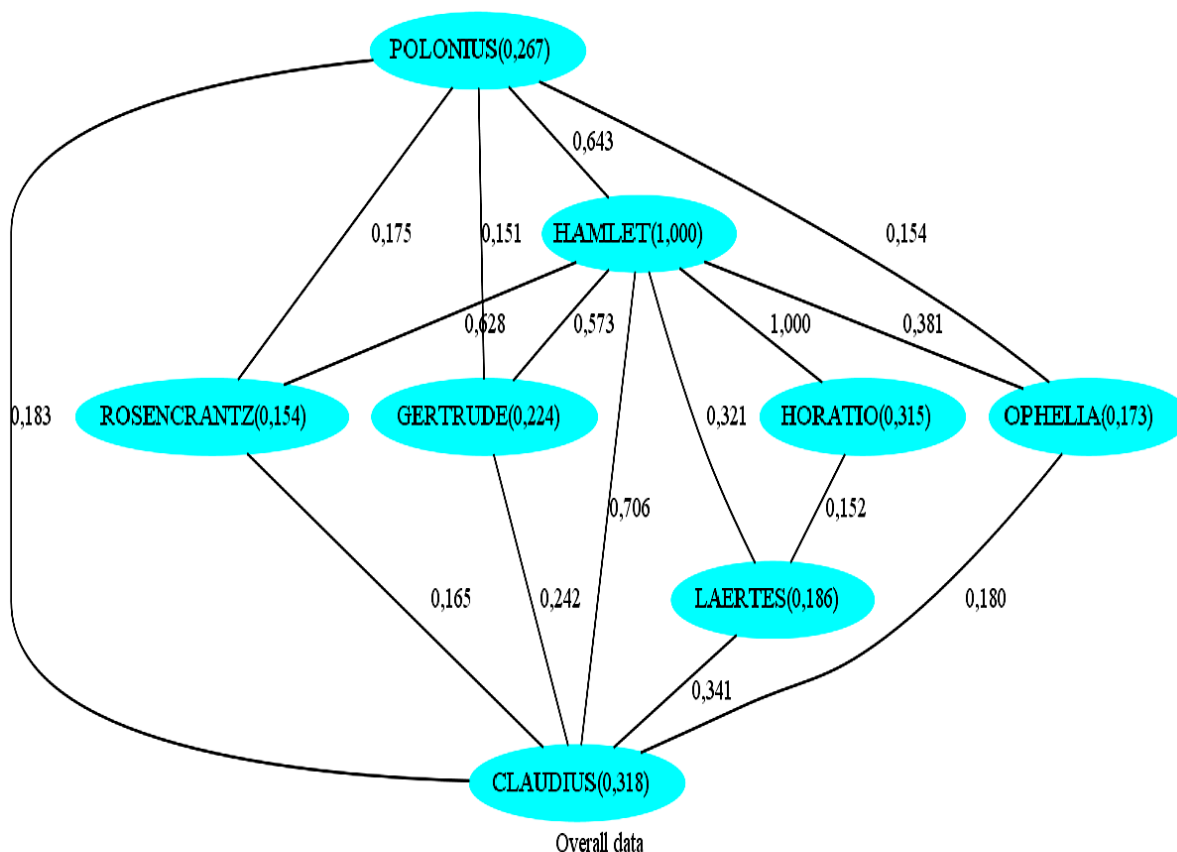 POLONIUS(0,267)
0,643
0,175
0,151
HAMLET(1,000)
0,154
0,628
0,573
1,000
0,381
0,183
ROSENCRANTZ(0,154)
GERTRUDE(0,224)
0,321
HORATIO(0,315)
OPHELIA(0,173)
0,706
0,152
0,165
0,242
LAERTES(0,186)
0,180
0,341
CLAUDIUS(0,318)
Overall data